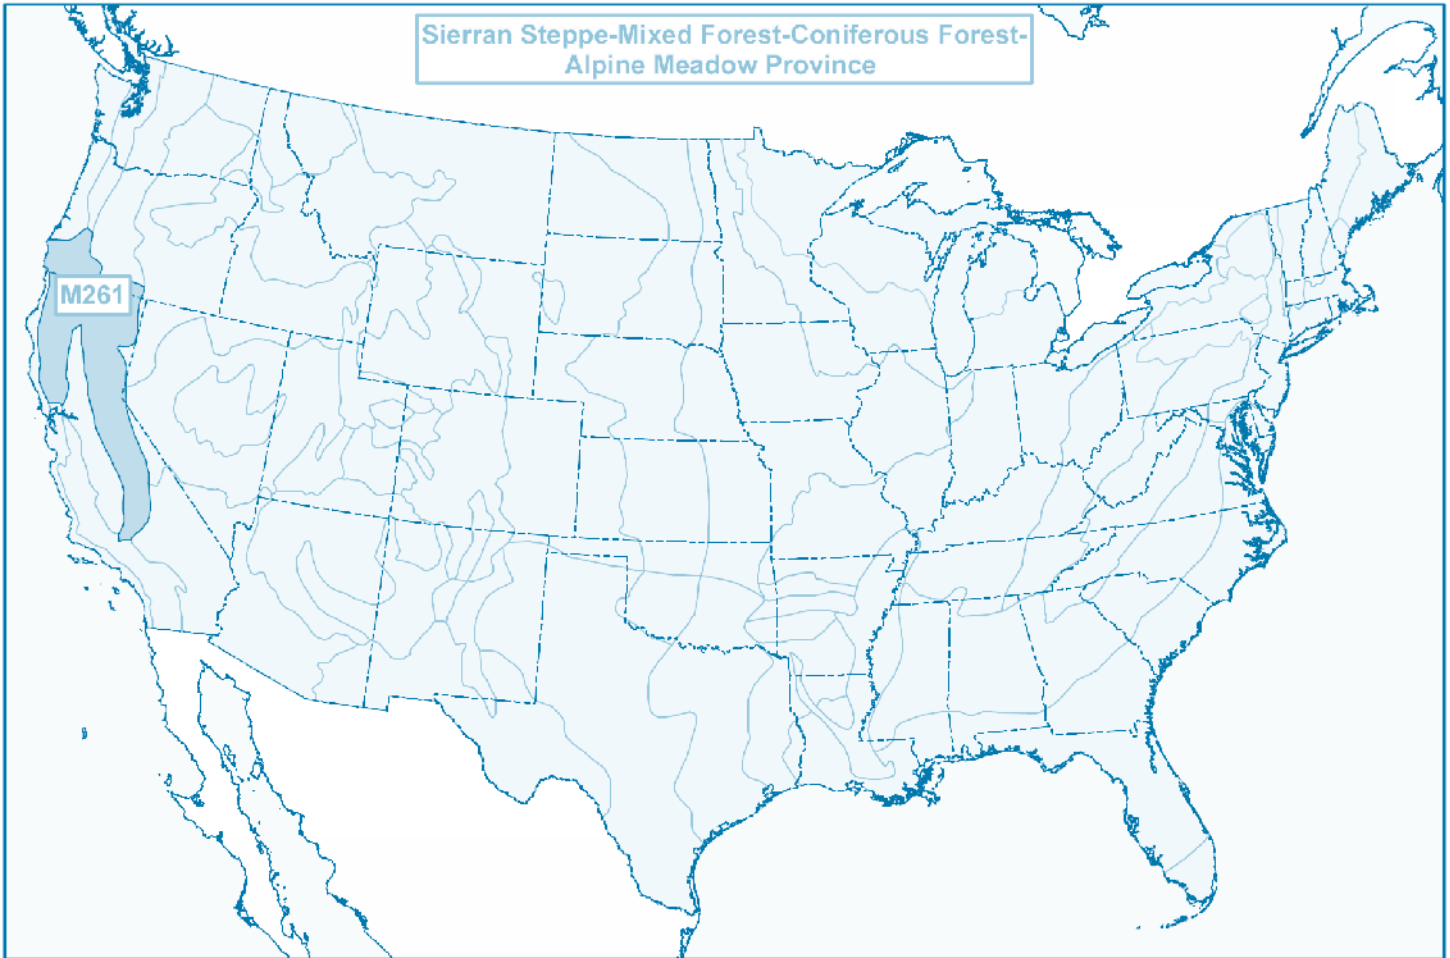 Sierran Steppe-Mixed Forest-Coniferous Forest-
Alpine Meadow Province
M261